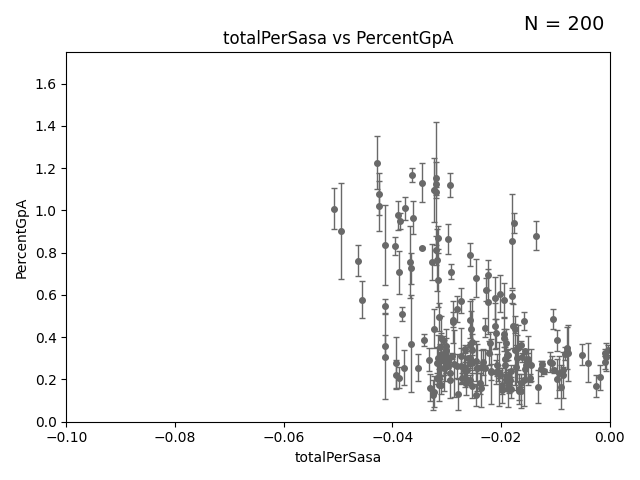 N = 200
totalPerSasa vs PercentGpA
1.6
1.4
1.2
1.0
0.8
0.6
0.4
0.2
0.0
PercentGpA
−0.10 −0.08 −0.06 −0.04 −0.02 0.00
totalPerSasa